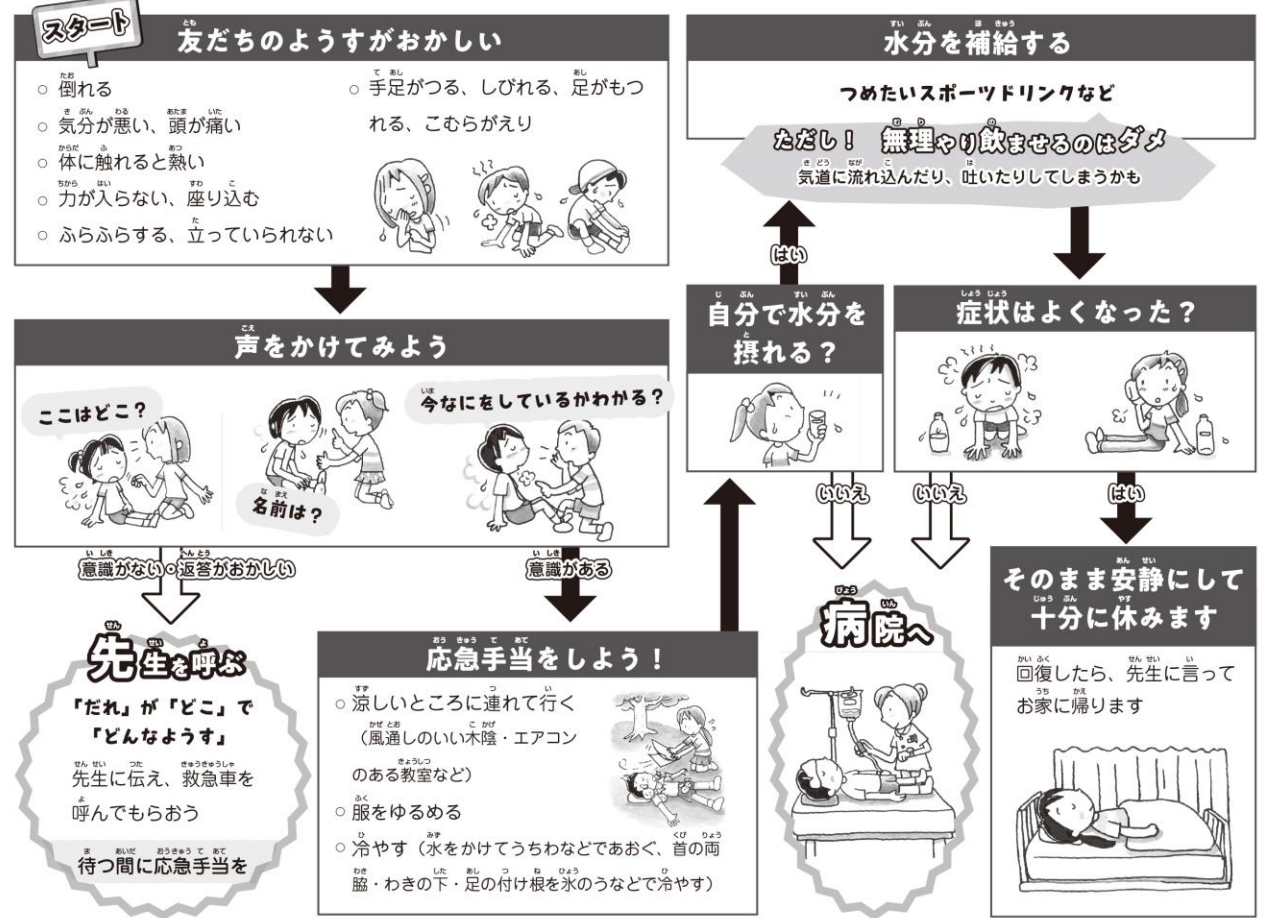 スタート
友だちのようすがおかしい
○ 倒れる
○ 気分が悪い、頭が痛い
○ 体に触れると熱い
○ 力が入らない、座り込む
○ ふらふらする、立っていられない
○ 手足がつる、しびれる、足がもつ
れる、こむらがえり
声をかけてみよう
ここはどこ？
名前は？
今なにをしているかわかる？
意識がない・返答がおかしい
意識がある
先生を呼ぶ
「だれ」が「どこ」で
「どんなようす」
先生に伝え、救急車を
呼んでもらおう
待つ間に応急手当を
応急手当をしよう！
○ 涼しいところに連れて行く
（風通しのいい木陰・エアコン
のある教室など）
○ 服をゆるめる
○ 冷やす（水をかけてうちわなどであおぐ、首の両
脇・わきの下・足の付け根を氷のうなどで冷やす）
自分で水分を
摂れる？
はい
いいえ
水分を補給する
つめたいスポーツドリンクなど
ただし！ 無理やり飲ませるのはダメ
気道に流れ込んだり、吐いたりしてしまうかも
症状はよくなった？
いいえ
はい
病院へ
そのまま安静にして
十分に休みます
回復したら、先生に言って
お家に帰ります